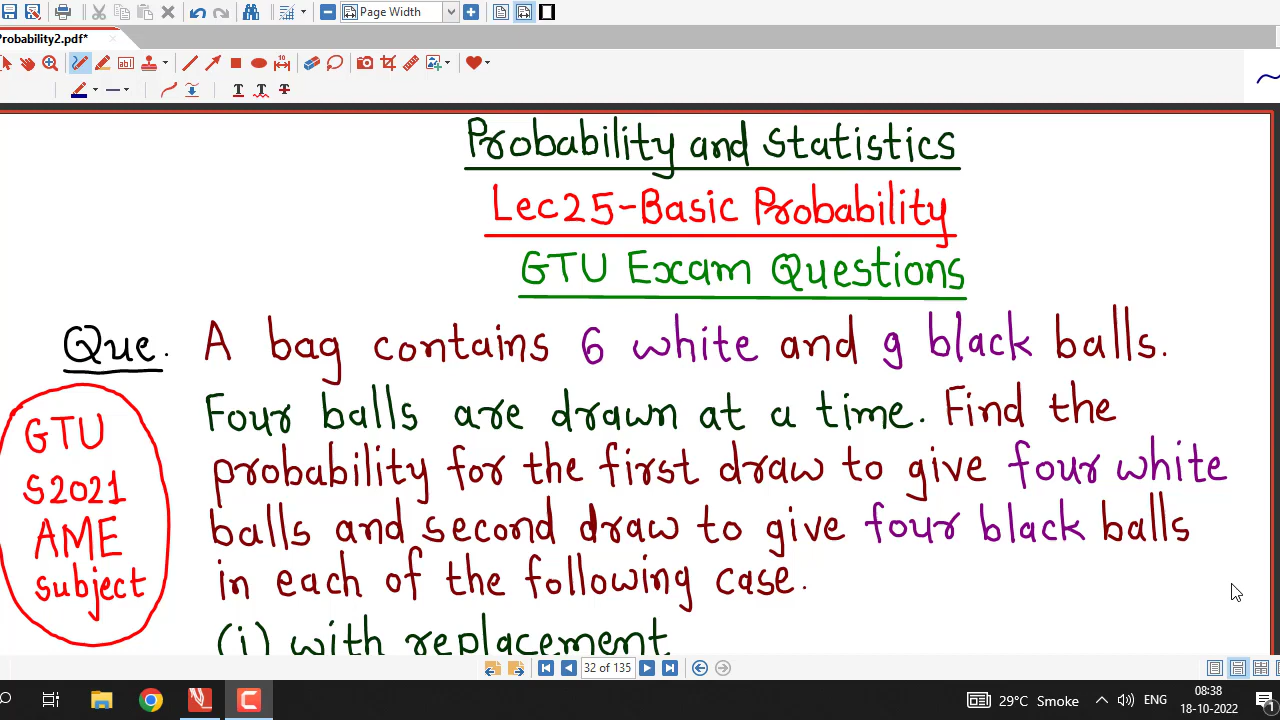 Page Width
Probability2.pdf*
Probability and Statistics
Lec25-Basic Probability
GTU Exam Questions
Que. A bag contains 6 white and 9 black balls.
Four balls are drawn at a time. Find the
probability for the first draw to give four white
balls and second draw to give four black balls
in each of the following case.
(i) with replacement
GTU
S2021
AME
subject
32 of 135
29°C Smoke
ENG
08:38
18-10-2022
1